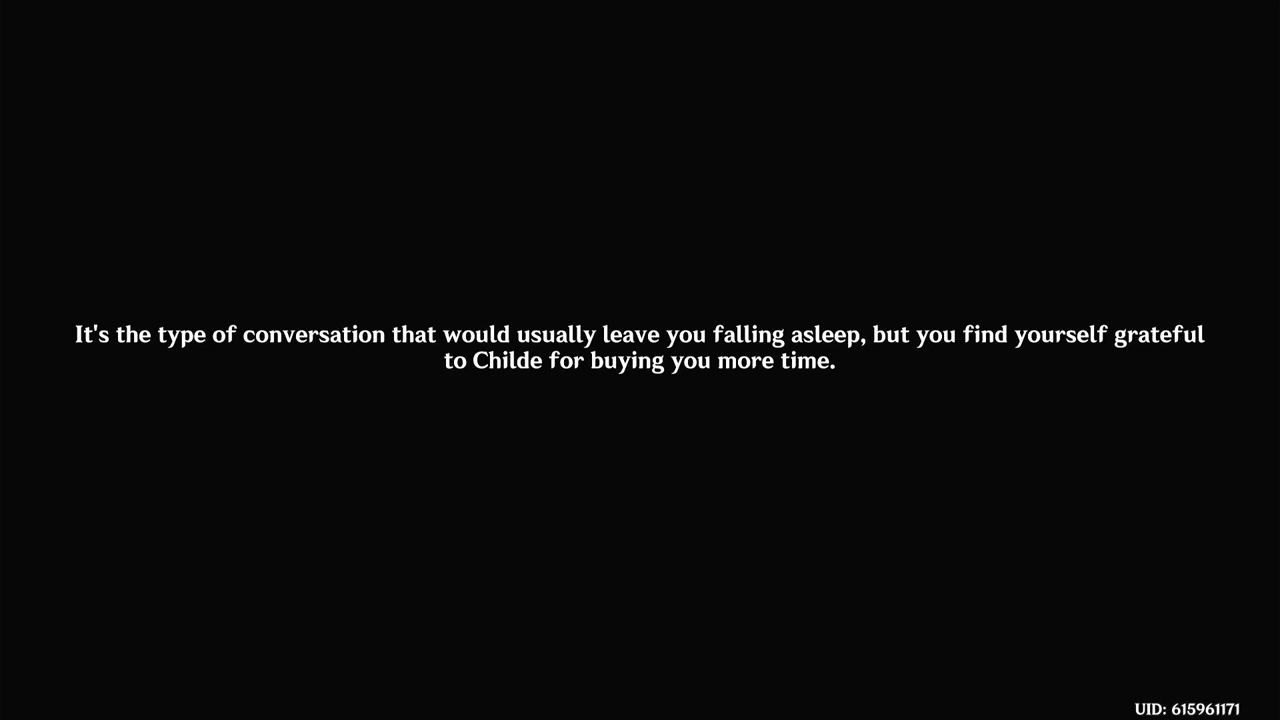 It's the type of conversation that would usually leave you falling asleep, but you find yourself grateful
to Childe for buying you more time.
UID: 615961171